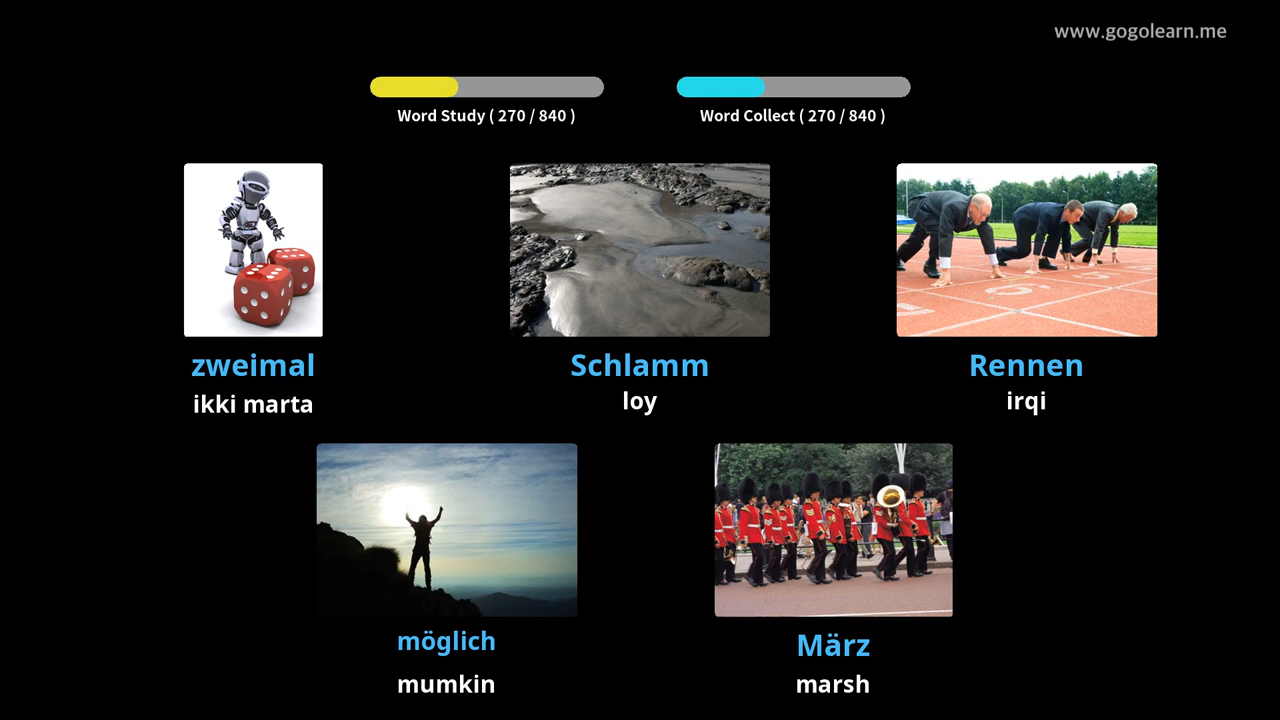 www.gogolearn.me
Word Study ( 270 / 840 )
Word Collect ( 270 / 840 )
zweimal
ikki marta
Schlamm
loy
Rennen
irqi
möglich
mumkin
März
marsh